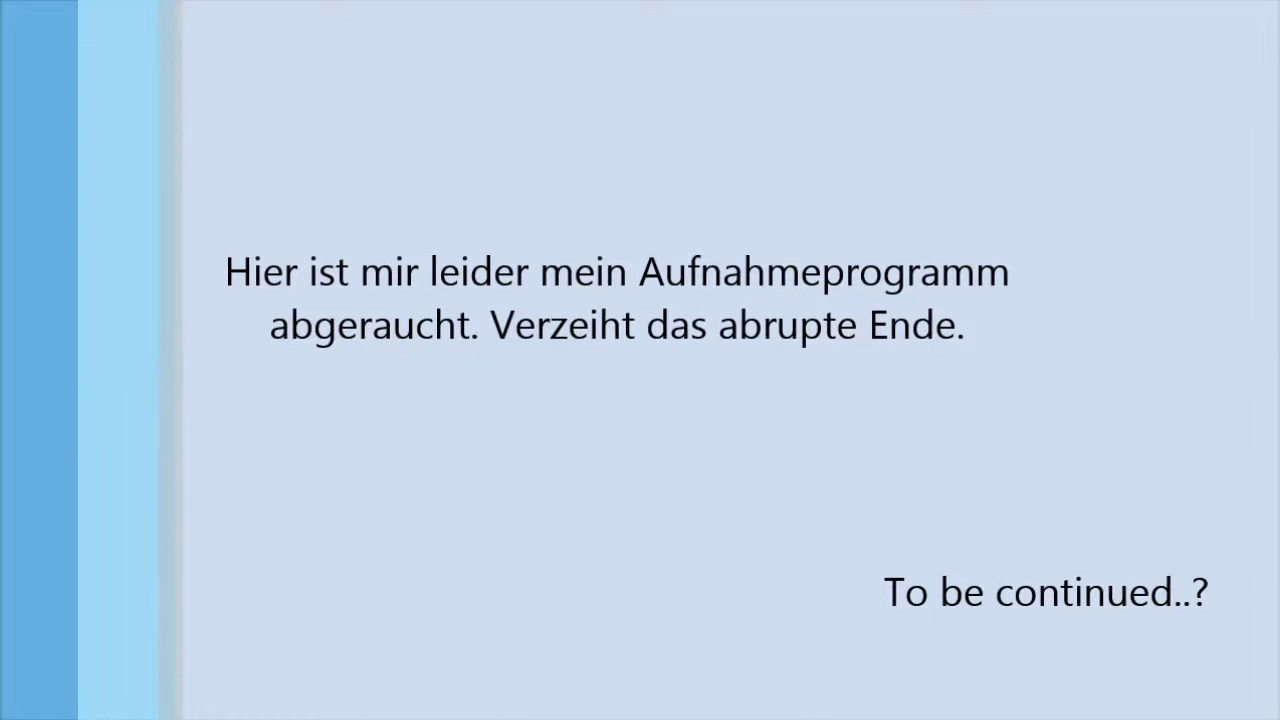 Hier ist mir leider mein Aufnahmeprogramm
abgeraucht. Verzeiht das abrupte Ende.
To be continued..?